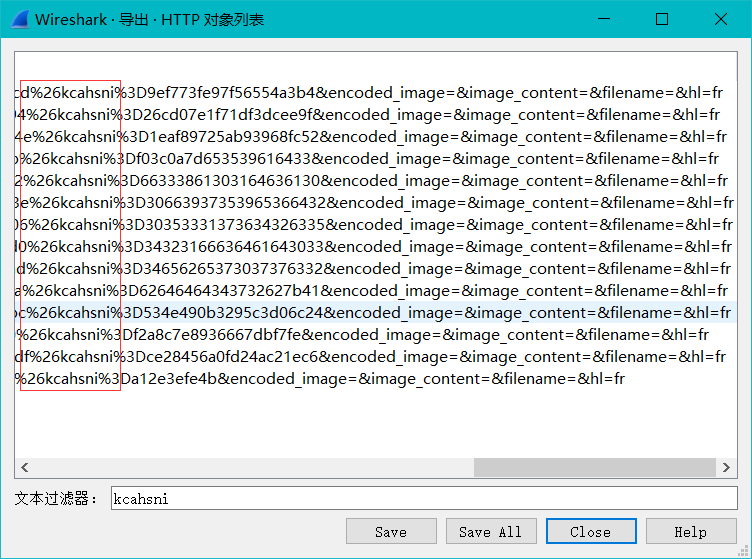 Wireshark · 导出 · HTTP 对象列表
cd%26kcahsni%3D9ef773fe97f56554a3b4&encoded_image=&image_content=&filename=&hl=fr
04%26kcahsni%3D26cd07e1f71df3dcee9f&encoded_image=&image_content=&filename=&hl=fr
4e%26kcahsni%3D1eaf89725ab93968fc52&encoded_image=&image_content=&filename=&hl=fr
%26kcahsni%3Df03c0a7d653539616433&encoded_image=&image_content=&filename=&hl=fr
2%26kcahsni%3D66333861303164636130&encoded_image=&image_content=&filename=&hl=fr
3e%26kcahsni%3D30663937353965366432&encoded_image=&image_content=&filename=&hl=fr
06%26kcahsni%3D30353331373634326335&encoded_image=&image_content=&filename=&hl=fr
d0%26kcahsni%3D34323166636461643033&encoded_image=&image_content=&filename=&hl=fr
d%26kcahsni%3D34656265373037376332&encoded_image=&image_content=&filename=&hl=fr
a%26kcahsni%3D62646464343732627b41&encoded_image=&image_content=&filename=&hl=fr
c%26kcahsni%3D534e490b3295c3d06c24&encoded_image=&image_content=&filename=&hl=fr
%26kcahsni%3Df2a8c7e8936667dbf7fe&encoded_image=&image_content=&filename=&hl=fr
df%26kcahsni%3Dce28456a0fd24ac21ec6&encoded_image=&image_content=&filename=&hl=fr
%26kcahsni%3Da12e3efe4b&encoded_image=&image_content=&filename=&hl=fr
文本过滤器： kcahsni
Save Save All Close Help